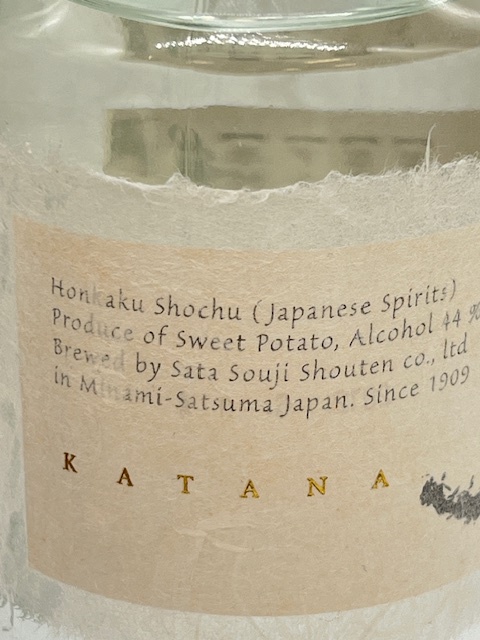 Honkaku Shochu (Japanese Spirits)
Produce of Sweet Potato, Alcohol 44 %
Brewed by Sata Souji Shouten co., ltd
in Minami-Satsuma Japan. Since 1909
KATANA